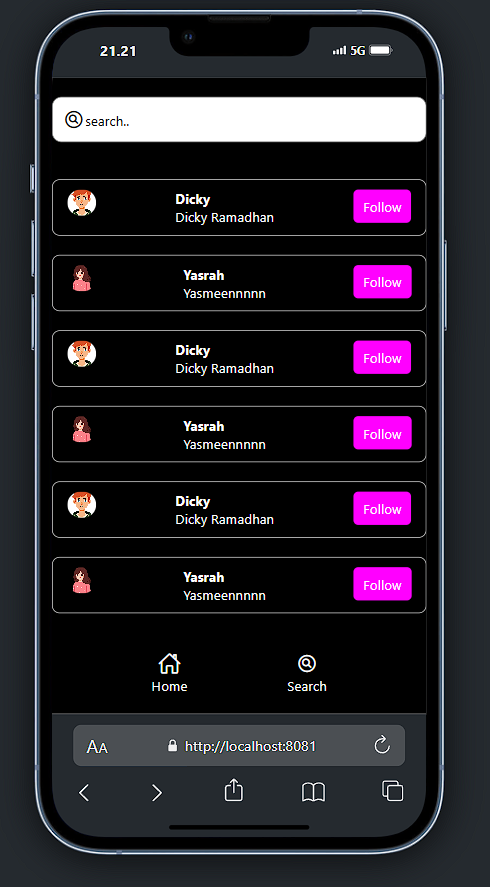 21.21 5G
search..
Dicky
Dicky Ramadhan
Follow
Yasrah
Yasmeennnnn
Follow
Dicky
Dicky Ramadhan
Follow
Yasrah
Yasmeennnnn
Follow
Dicky
Dicky Ramadhan
Follow
Yasrah
Yasmeennnnn
Follow
Home Search
AA http://localhost:8081